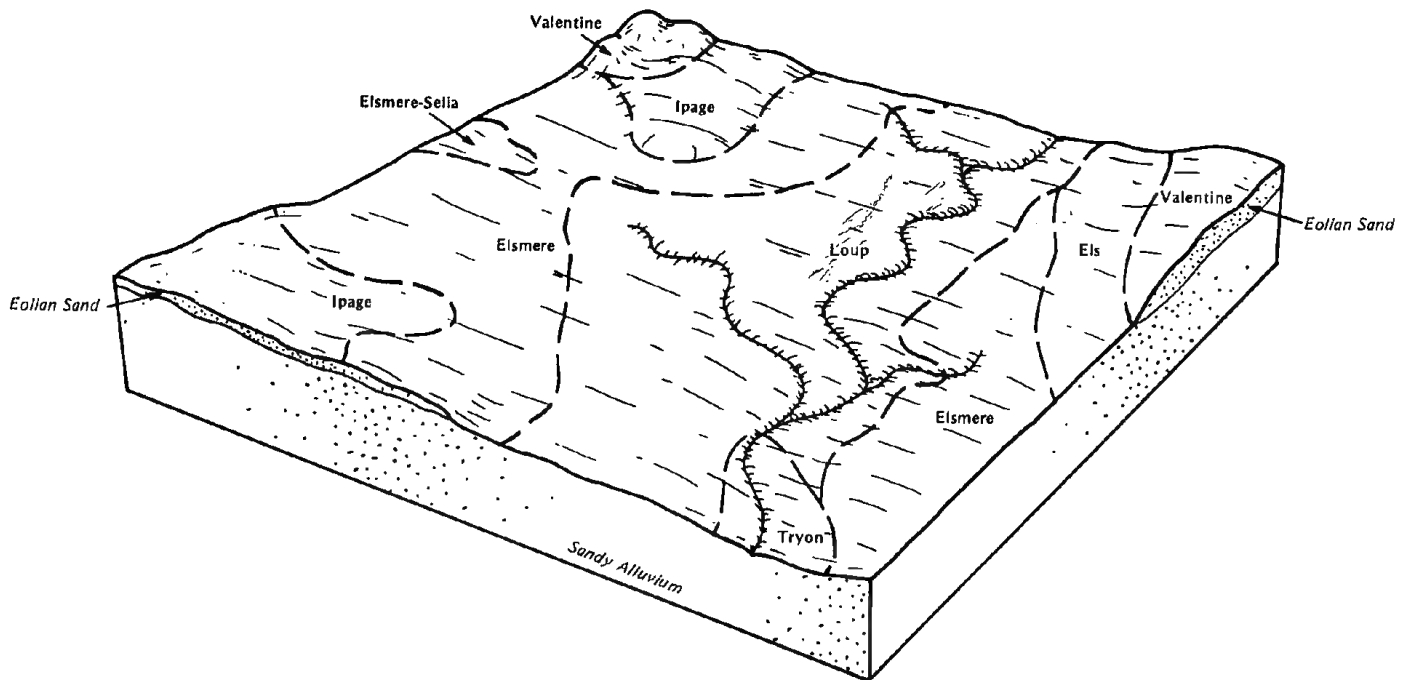 Valentine
Elsmere-Selia
Ipage
Valentine
Eolian Sand
Elsmere
Loup
Els
Eolian Sand
Ipage
Elsmere
Tryon
Sandy Alluvium